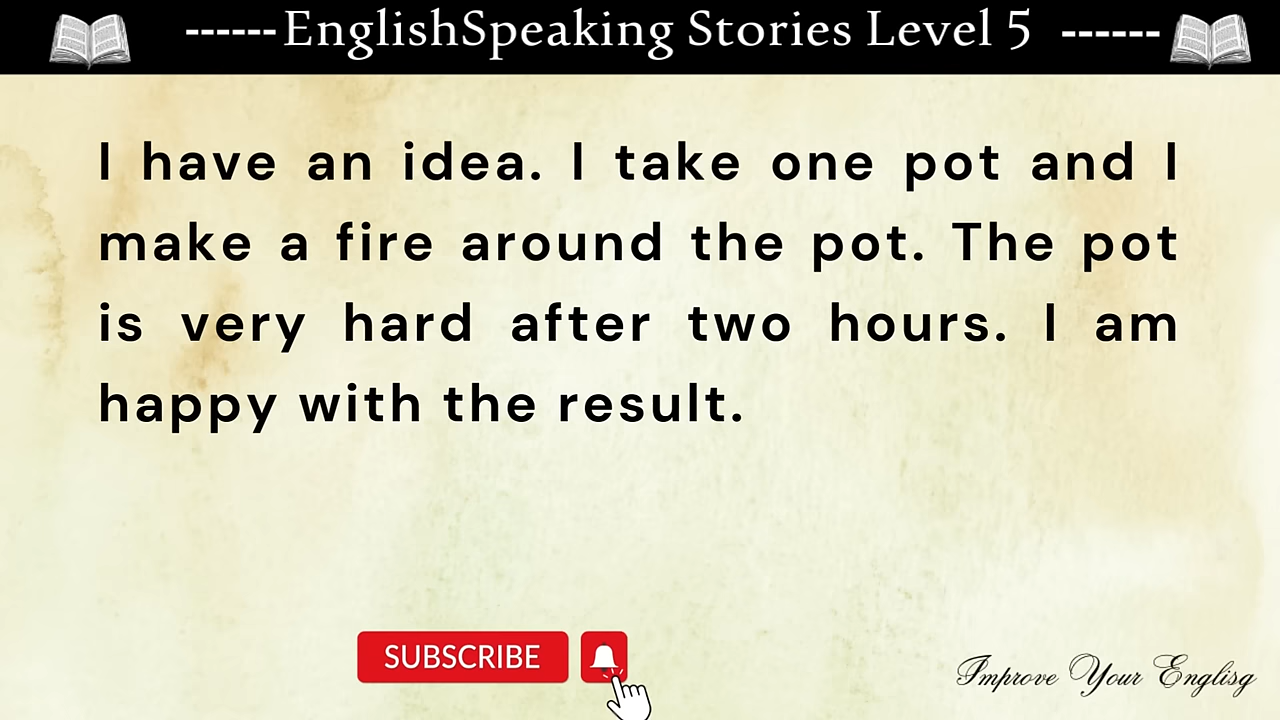 ------EnglishSpeaking Stories Level 5 ------
I have an idea. I take one pot and I
make a fire around the pot. The pot
is very hard after two hours. I am
happy with the result.
SUBSCRIBE
Improve Your Englisg